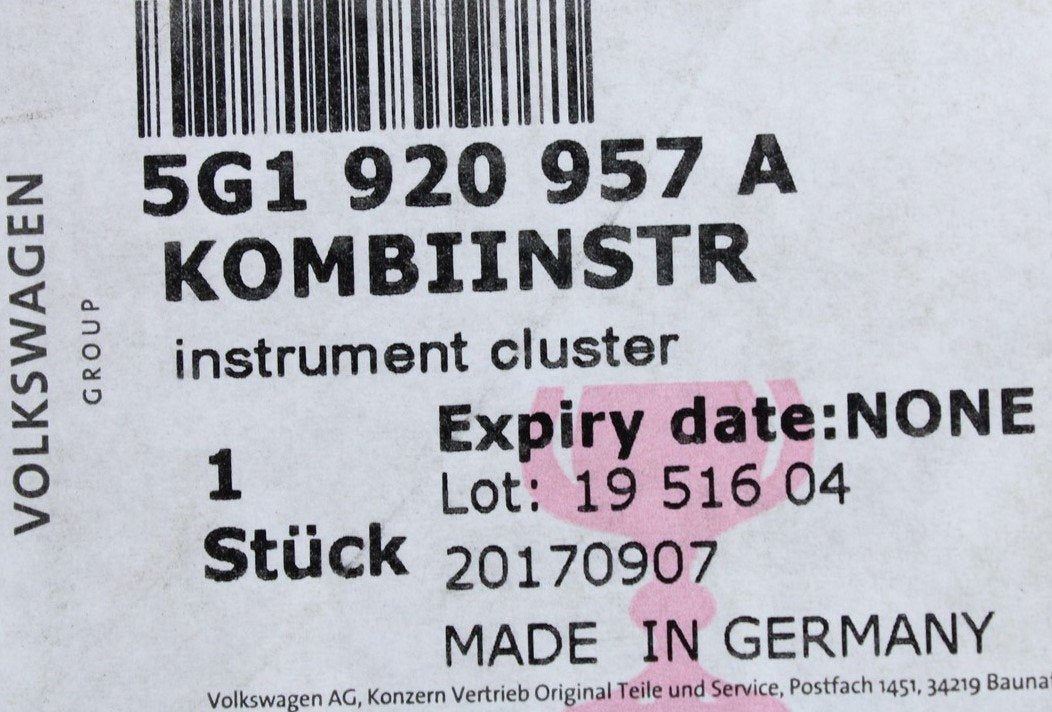 5G1 920 957 A
KOMBIINSTR
instrument cluster
Expiry date:NONE
1
Lot: 19 516 04
Stück
20170907
MADE IN GERMANY
Volkswagen AG, Konzern Vertrieb Original Teile und Service, Postfach 1451, 34219
VOLKSWAGEN
GROUP